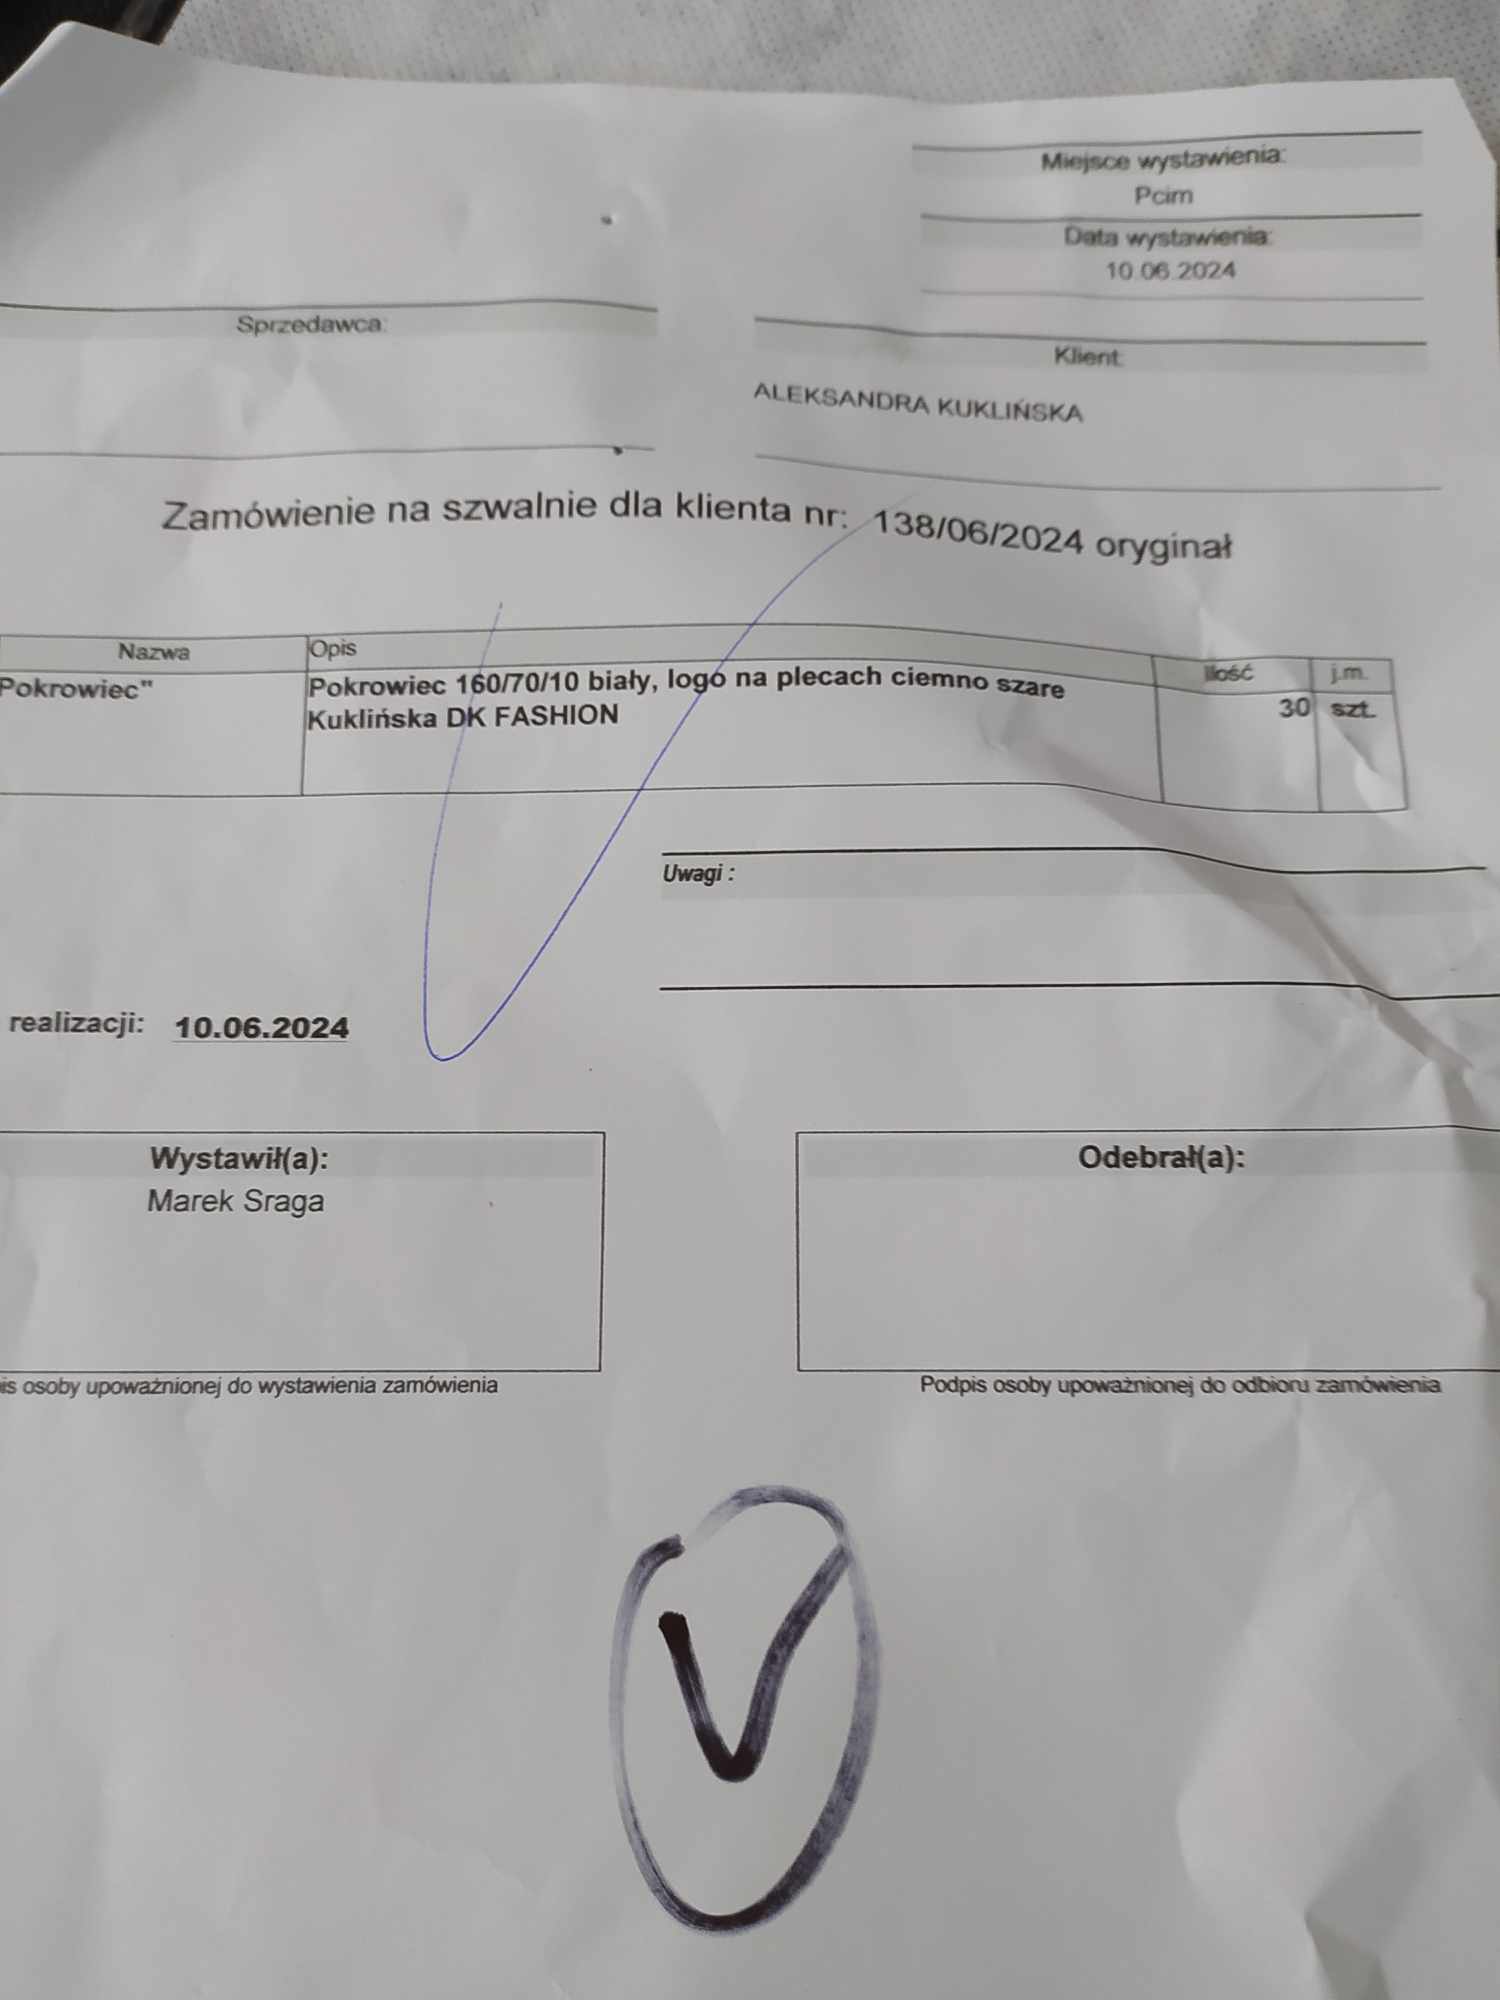 Miejsce wystawienia:
Pcim
Data wystawienia:
10.06.2024
Sprzedawca:
Klient:
ALEKSANDRA KUKLIŃSKA
Zamówienie na szwalnie dla klienta nr: 138/06/2024 oryginał
Nazwa Opis Ilość j.m.
Pokrowiec" Pokrowiec 160/70/10 biały, logo na plecach ciemno szare 30 szt.
Kuklińska DK FASHION
Uwagi :
realizacji: 10.06.2024
Wystawił(a): Odebrał(a):
Marek Sraga
is osoby upoważnionej do wystawienia zamówienia Podpis osoby upoważnionej do odbioru zamówienia